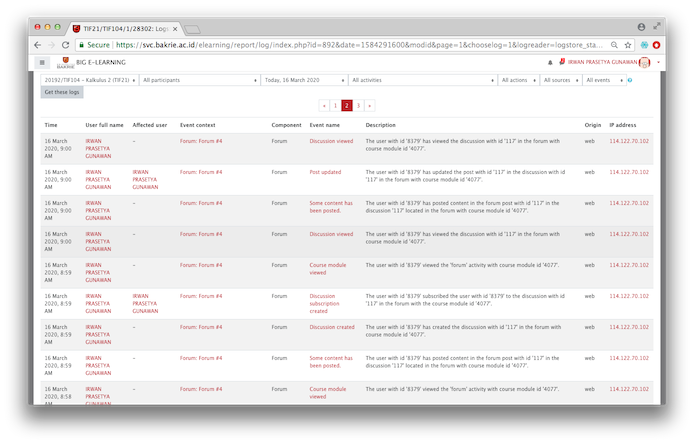 TIF21/TIF104/1/28302: Logs
Secure https://svc.bakrie.ac.id/elearning/report/log/index.php?id=892&date=1584291600&modid&page=1&chooselog=1&logreader=logstore_sta...
BAKRIE BIG E-LEARNING IRWAN PRASETYA GUNAWAN
20192/TIF104 - Kalkulus 2 (TIF21) All participants Today, 16 March 2020 All activities All actions All sources All events
Get these logs
« 1 2 3 »
Time User full name Affected user Event context Component Event name Description Origin IP address
16 March IRWAN - Forum: Forum #4 Forum Discussion viewed The user with id '8379' has viewed the discussion with id '117' in the forum with web 114.122.70.102
2020, 9:00 PRASETYA course module id '4077'.
AM GUNAWAN
16 March IRWAN IRWAN Forum: Forum #4 Forum Post updated The user with id '8379' has updated the post with id '117' in the discussion with id web 114.122.70.102
2020, 9:00 PRASETYA PRASETYA '117' in the forum with course module id '4077'.
AM GUNAWAN GUNAWAN
16 March IRWAN - Forum: Forum #4 Forum Some content has The user with id '8379' has posted content in the forum post with id '117' in the web 114.122.70.102
2020, 9:00 PRASETYA been posted. discussion '117' located in the forum with course module id '4077'.
AM GUNAWAN
16 March IRWAN - Forum: Forum #4 Forum Discussion viewed The user with id '8379' has viewed the discussion with id '117' in the forum with web 114.122.70.102
2020, 9:00 PRASETYA course module id '4077'.
AM GUNAWAN
16 March IRWAN - Forum: Forum #4 Forum Course module The user with id '8379' viewed the 'forum' activity with course module id '4077'. web 114.122.70.102
2020, 8:59 PRASETYA viewed
AM GUNAWAN
16 March IRWAN IRWAN Forum: Forum #4 Forum Discussion The user with id '8379' subscribed the user with id '8379' to the discussion with id web 114.122.70.102
2020, 8:59 PRASETYA PRASETYA subscription '117' in the forum with the course module id '4077'.
AM GUNAWAN GUNAWAN created
16 March IRWAN - Forum: Forum #4 Forum Discussion created The user with id '8379' has created the discussion with id '117' in the forum with web 114.122.70.102
2020, 8:59 PRASETYA course module id '4077'.
AM GUNAWAN
16 March IRWAN - Forum: Forum #4 Forum Some content has The user with id '8379' has posted content in the forum post with id '117' in the web 114.122.70.102
2020, 8:59 PRASETYA been posted. discussion '117' located in the forum with course module id '4077'.
AM GUNAWAN
16 March IRWAN - Forum: Forum #4 Forum Course module The user with id '8379' viewed the 'forum' activity with course module id '4077'. web 114.122.70.102
2020, 8:58 PRASETYA viewed
AM GUNAWAN